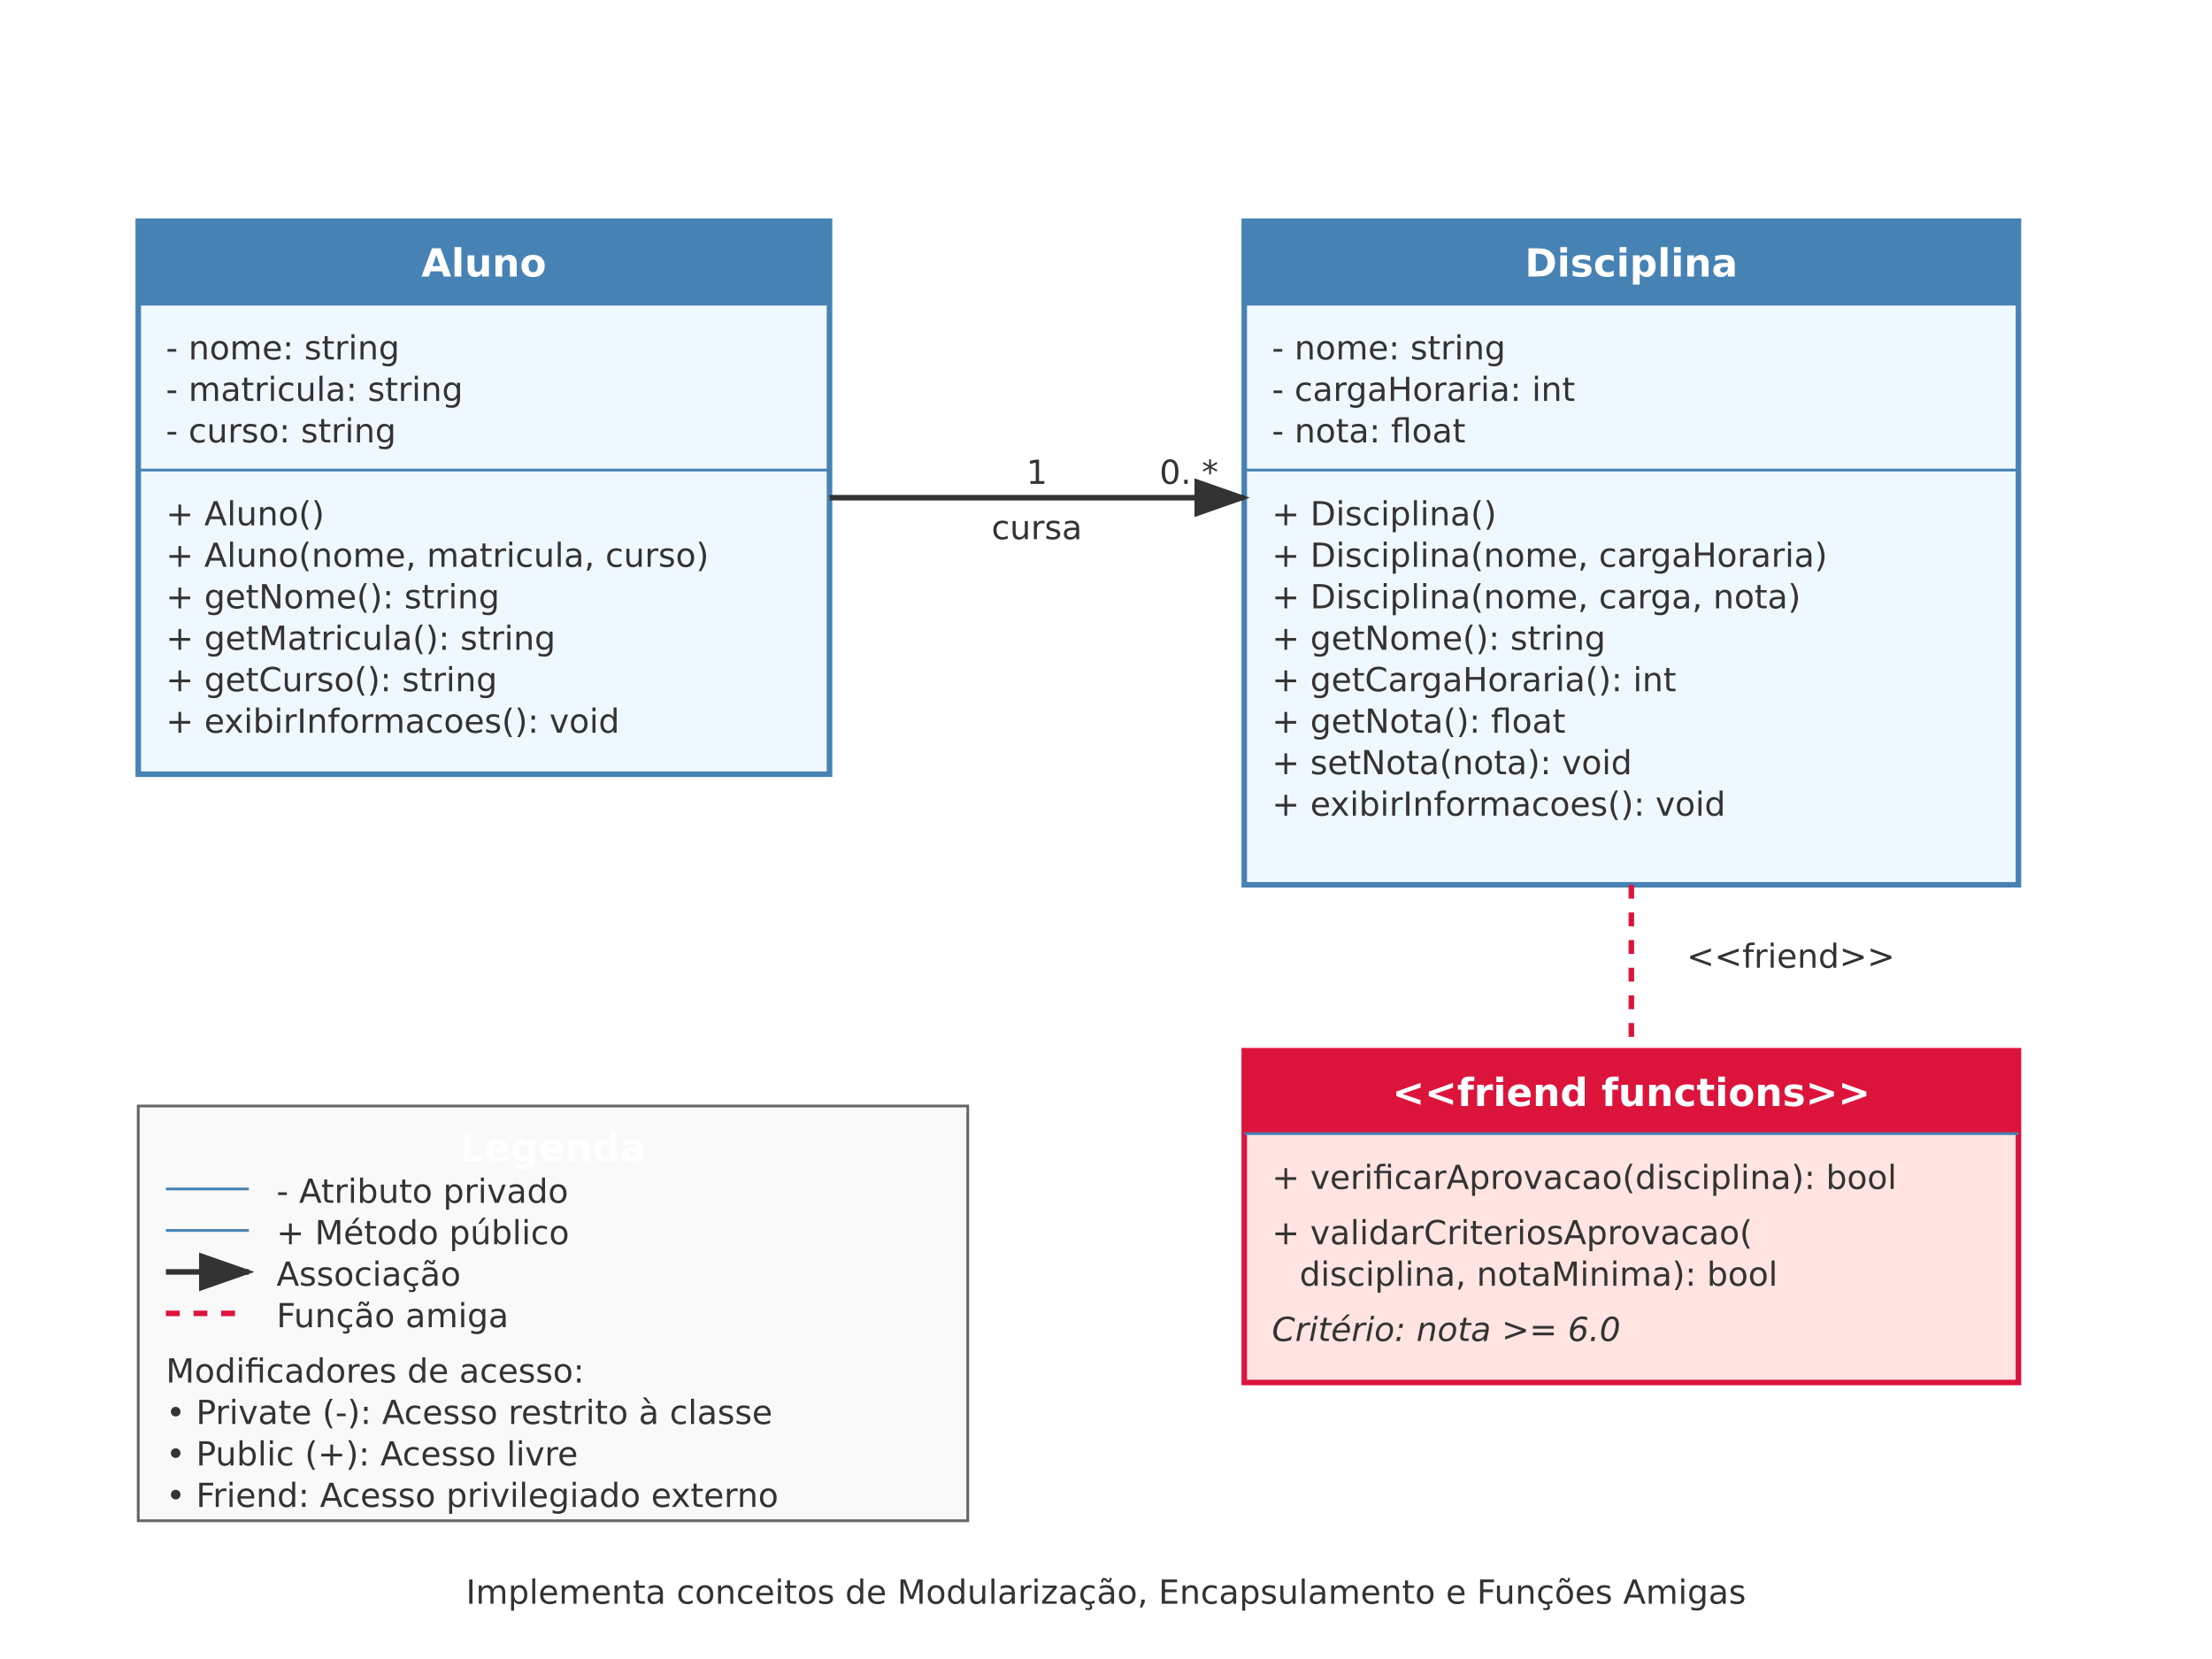 Aluno
- nome: string
- matricula: string
- curso: string
+ Aluno()
+ Aluno(nome, matricula, curso)
+ getNome(): string
+ getMatricula(): string
+ getCurso(): string
+ exibirInformacoes(): void
1
0..*
cursa
Disciplina
- nome: string
- cargaHoraria: int
- nota: float
+ Disciplina()
+ Disciplina(nome, cargaHoraria)
+ Disciplina(nome, carga, nota)
+ getNome(): string
+ getCargaHoraria(): int
+ getNota(): float
+ setNota(nota): void
+ exibirInformacoes(): void
<<friend>>
<<friend functions>>
+ verificarAprovacao(disciplina): bool
+ validarCriteriosAprovacao(
disciplina, notaMinima): bool
Critério: nota >= 6.0
Legenda
- Atributo privado
+ Método público
Associação
Função amiga
Modificadores de acesso:
• Private (-): Acesso restrito à classe
• Public (+): Acesso livre
• Friend: Acesso privilegiado externo
Implementa conceitos de Modularização, Encapsulamento e Funções Amigas